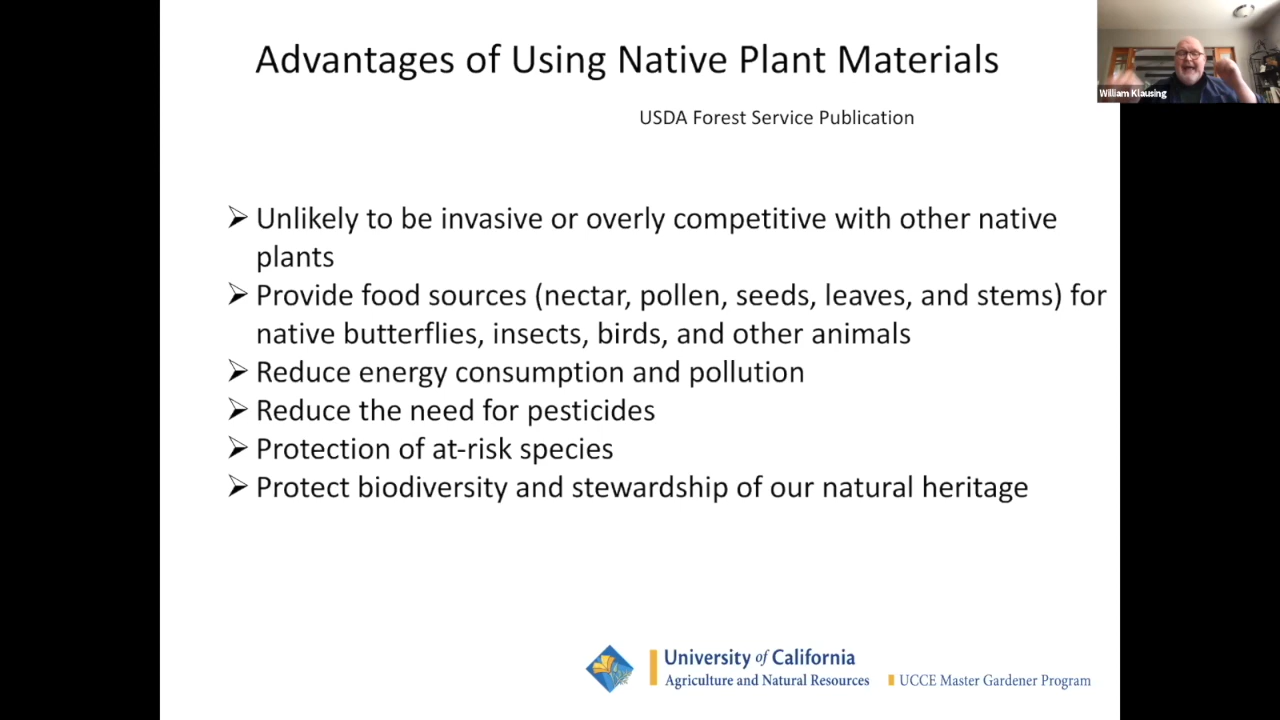 Advantages of Using Native Plant Materials
William Klausing
USDA Forest Service Publication
➢ Unlikely to be invasive or overly competitive with other native
plants
➢ Provide food sources (nectar, pollen, seeds, leaves, and stems) for
native butterflies, insects, birds, and other animals
➢ Reduce energy consumption and pollution
➢ Reduce the need for pesticides
➢ Protection of at-risk species
➢ Protect biodiversity and stewardship of our natural heritage
University of California
Agriculture and Natural Resources
UCCE Master Gardener Program